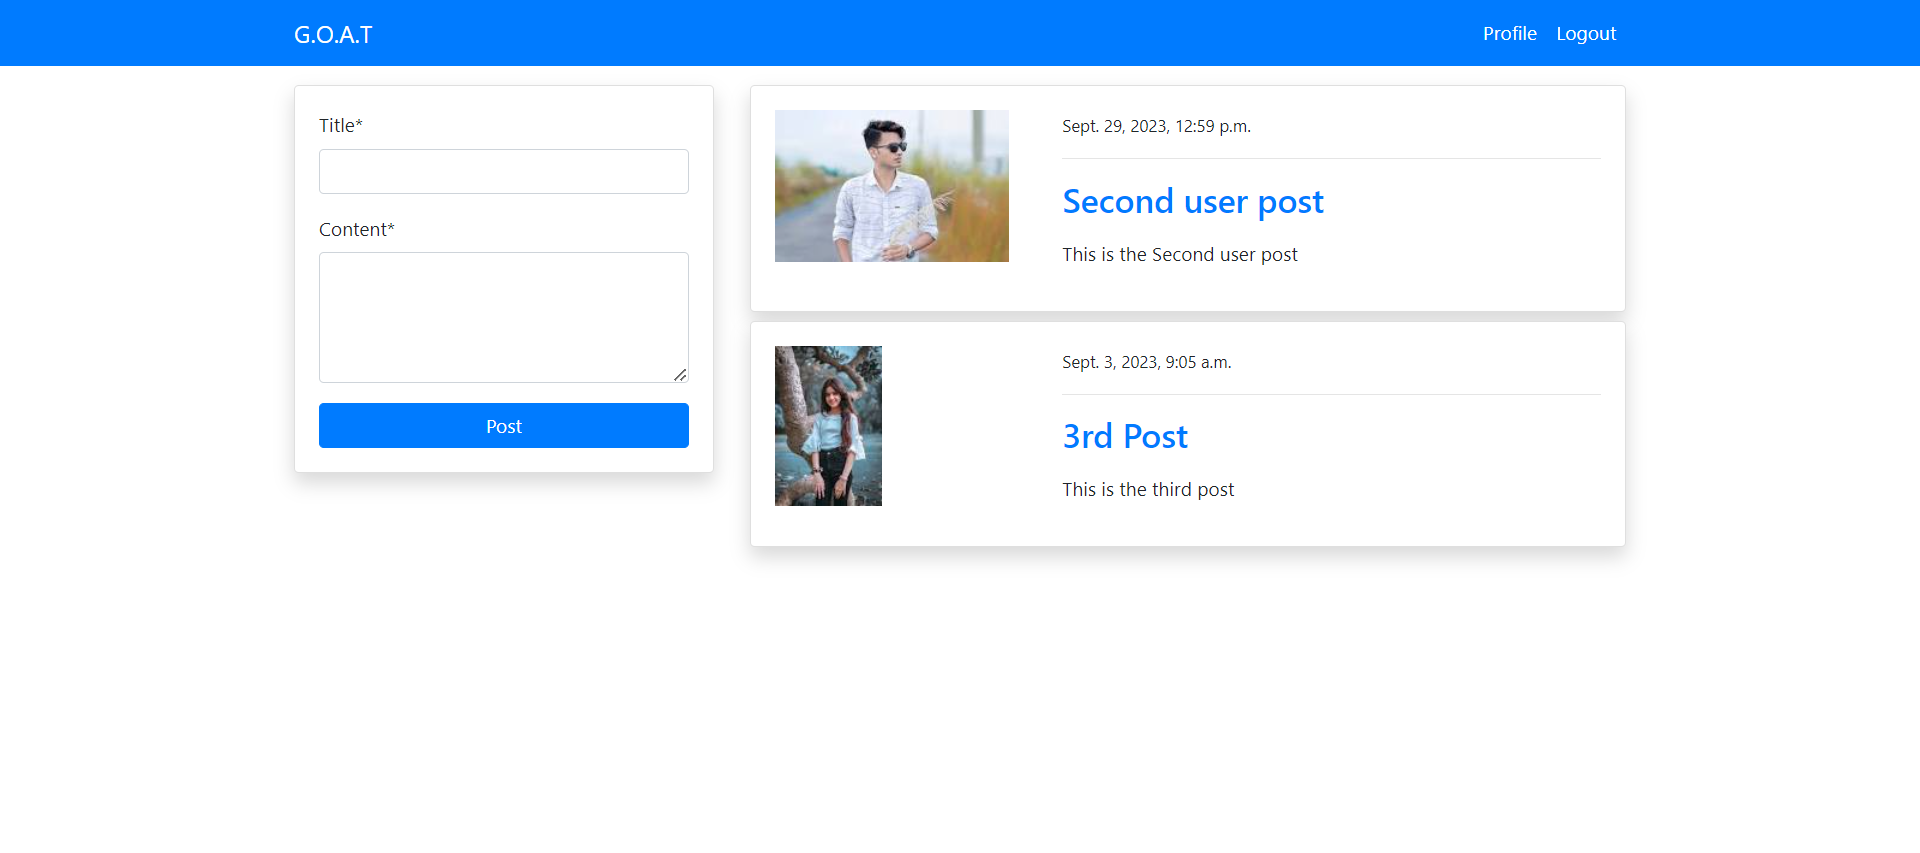 G.O.A.T
Profile Logout
Title*
Content*
Post
Sept. 29, 2023, 12:59 p.m.
Second user post
This is the Second user post
Sept. 3, 2023, 9:05 a.m.
3rd Post
This is the third post